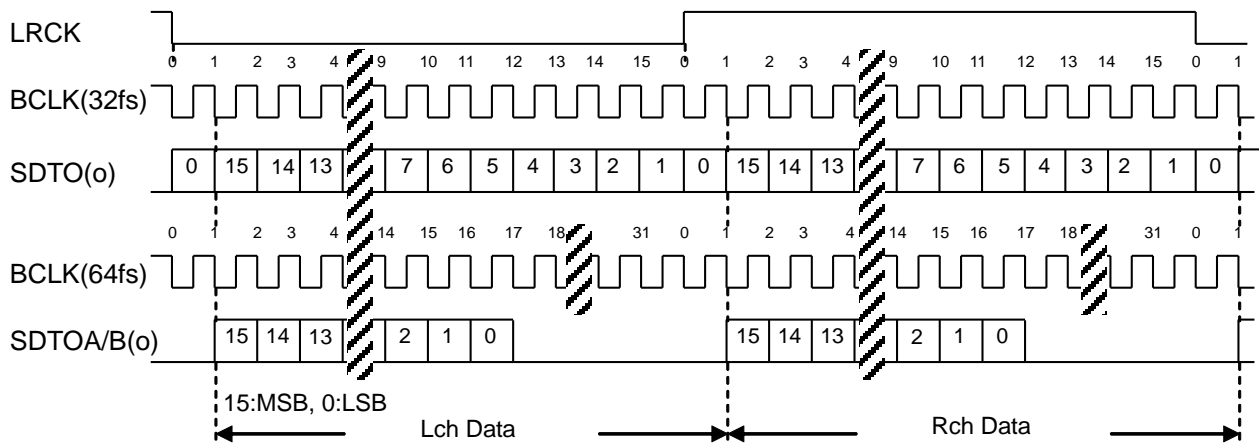 LRCK
0 1 2 3 4 9 10 11 12 13 14 15 0 1 2 3 4 9 10 11 12 13 14 15 0 1
BCLK(32fs)
SDTO(o) 0 15 14 13 7 6 5 4 3 2 1 0 15 14 13 7 6 5 4 3 2 1 0
0 1 2 3 4 14 15 16 17 18 31 0 1 2 3 4 14 15 16 17 18 31 0 1
BCLK(64fs)
SDTOA/B(o) 15 14 13 2 1 0 15 14 13 2 1 0
15:MSB, 0:LSB
Lch Data Rch Data